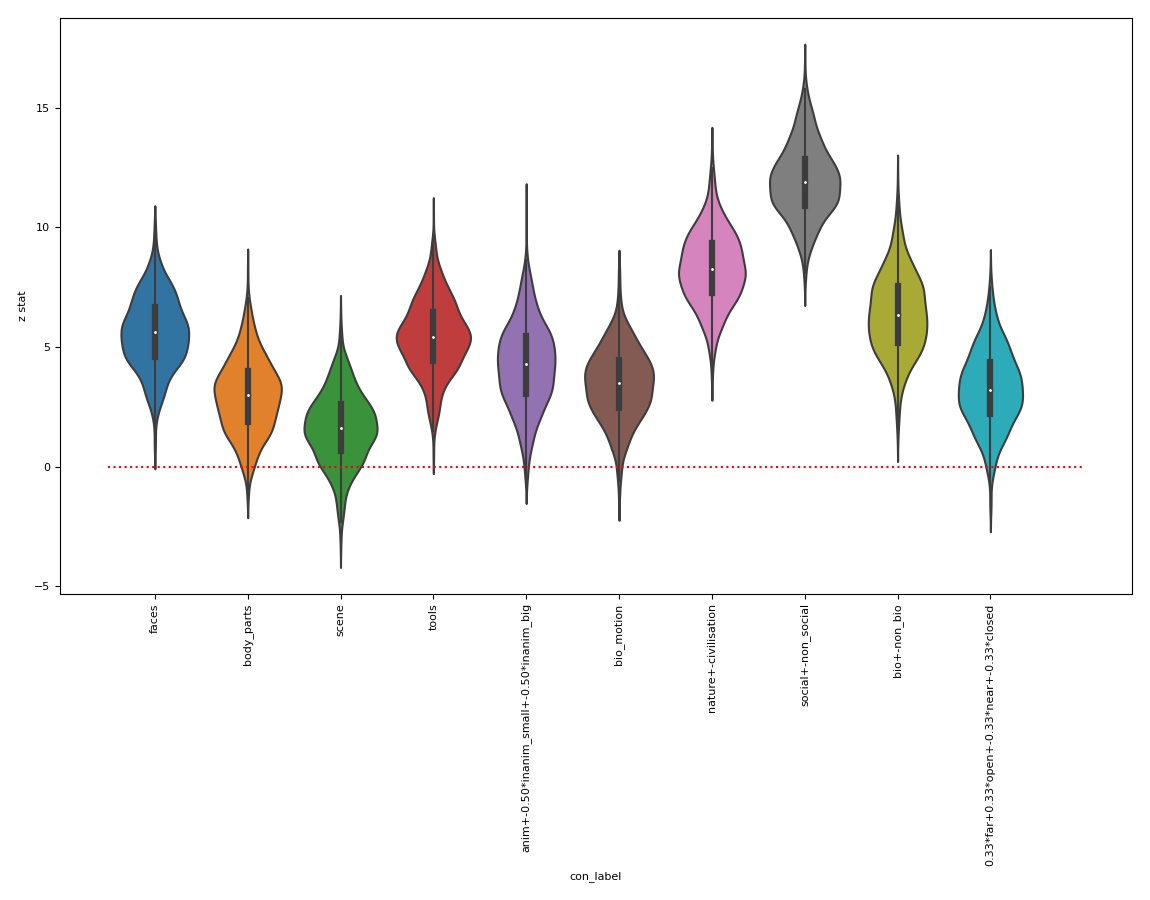 z stat
15
10
5
0
−5
faces
body_parts
scene
tools
anim+-0.50*inanim_small+-0.50*inanim_big
bio_motion
nature+-civilisation
social+-non_social
bio+-non_bio
0.33*far+0.33*open+-0.33*near+-0.33*closed
con_label